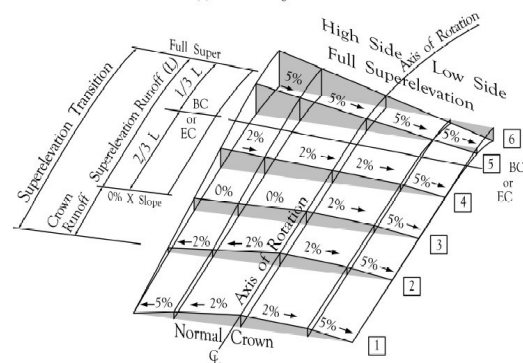 High Side Low Side
Full Superelevation
Axis of Rotation
Full Super
Superelevation Transition
Superelevation Runoff (L)
1/3 L
2/3 L
BC
or
EC
Crown
Runoff
0% X Slope
5% 5% 5% 5%
6
5
BC
or
EC
2% 2% 2% 5%
4
0% 0% 2% 5%
3
2% 2% 2% 5%
2
5% 2% 2% 5%
1
Axis of Rotation
Normal Crown
℄